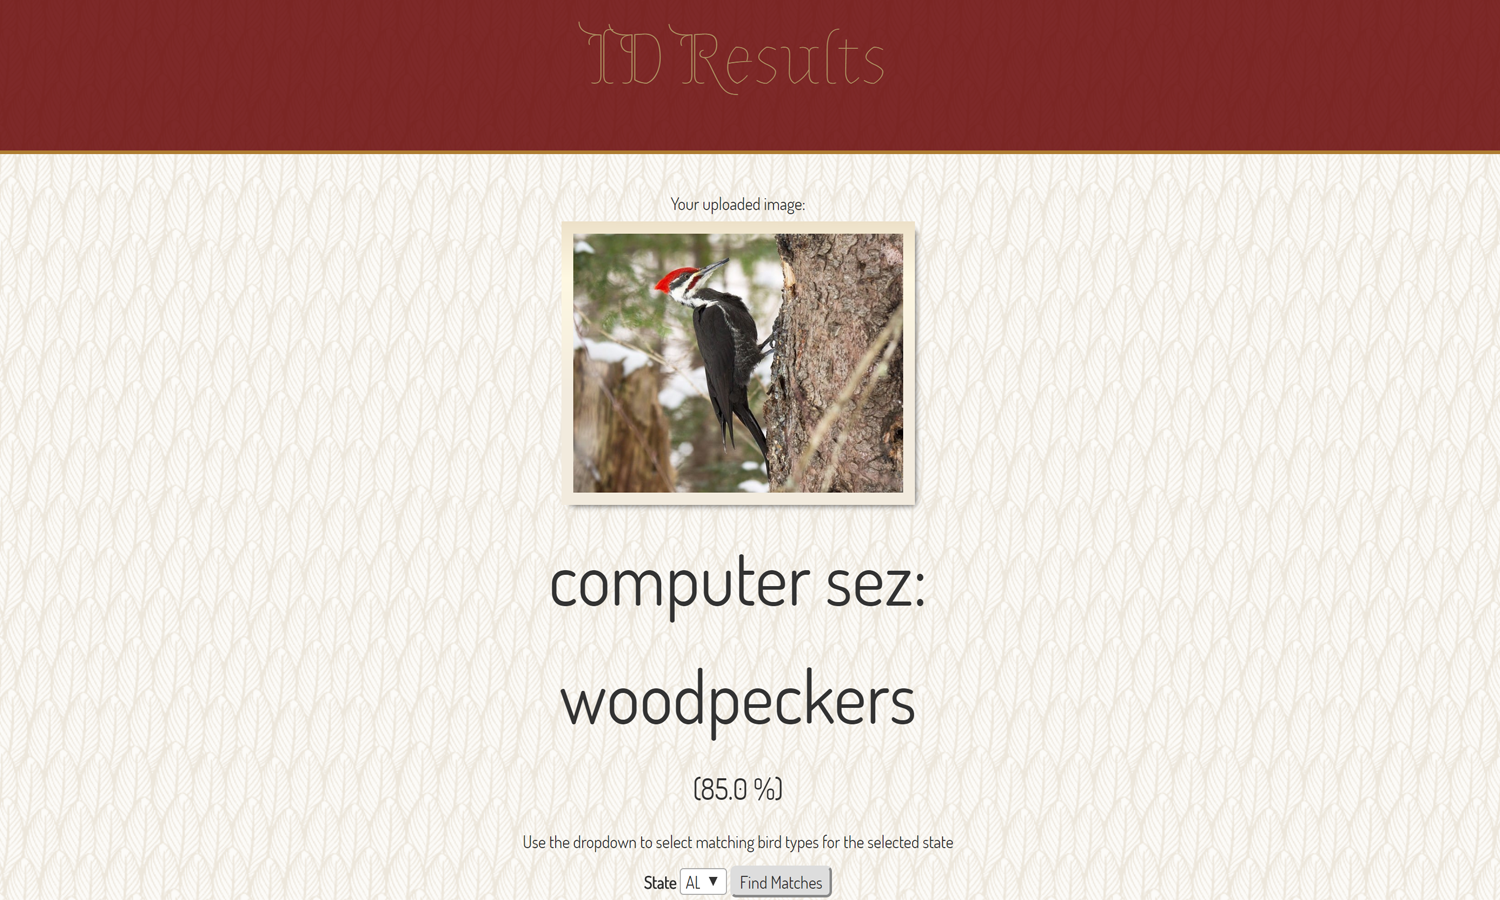 ID Results
Your uploaded image:
computer sez:
woodpeckers
(85.0 %)
Use the dropdown to select matching bird types for the selected state
State AL ▼ Find Matches